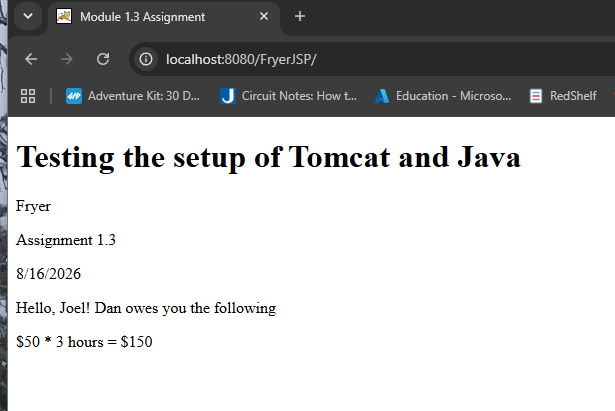 Module 1.3 Assignment
localhost:8080/FryerJSP/
Adventure Kit: 30 D...
Circuit Notes: How t...
Education - Microso...
RedShelf
Testing the setup of Tomcat and Java
Fryer
Assignment 1.3
8/16/2026
Hello, Joel! Dan owes you the following
$50 * 3 hours = $150